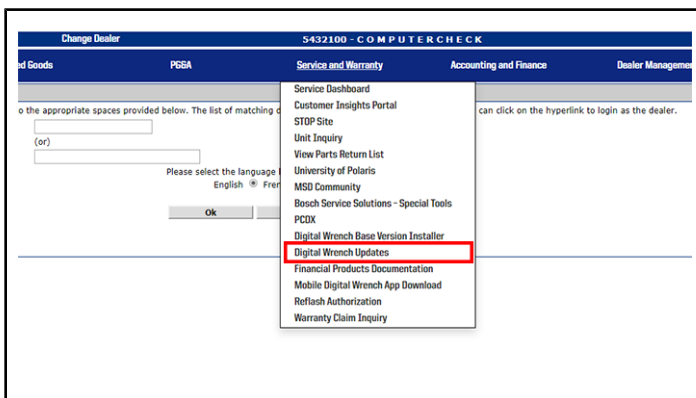 Change Dealer 5432100 - C O M P U T E R C H E C K
ed Goods PG&A Service and Warranty Accounting and Finance Dealer Manageme
Service Dashboard
o the appropriate spaces provided below. The list of matching d
Customer Insights Portal
can click on the hyperlink to login as the dealer.
STOP Site
(or)
Unit Inquiry
View Parts Return List
Please select the language
University of Polaris
English Fren
MSD Community
Bosch Service Solutions - Special Tools
Ok
PCDX
Digital Wrench Base Version Installer
Digital Wrench Updates
Financial Products Documentation
Mobile Digital Wrench App Download
Reflash Authorization
Warranty Claim Inquiry